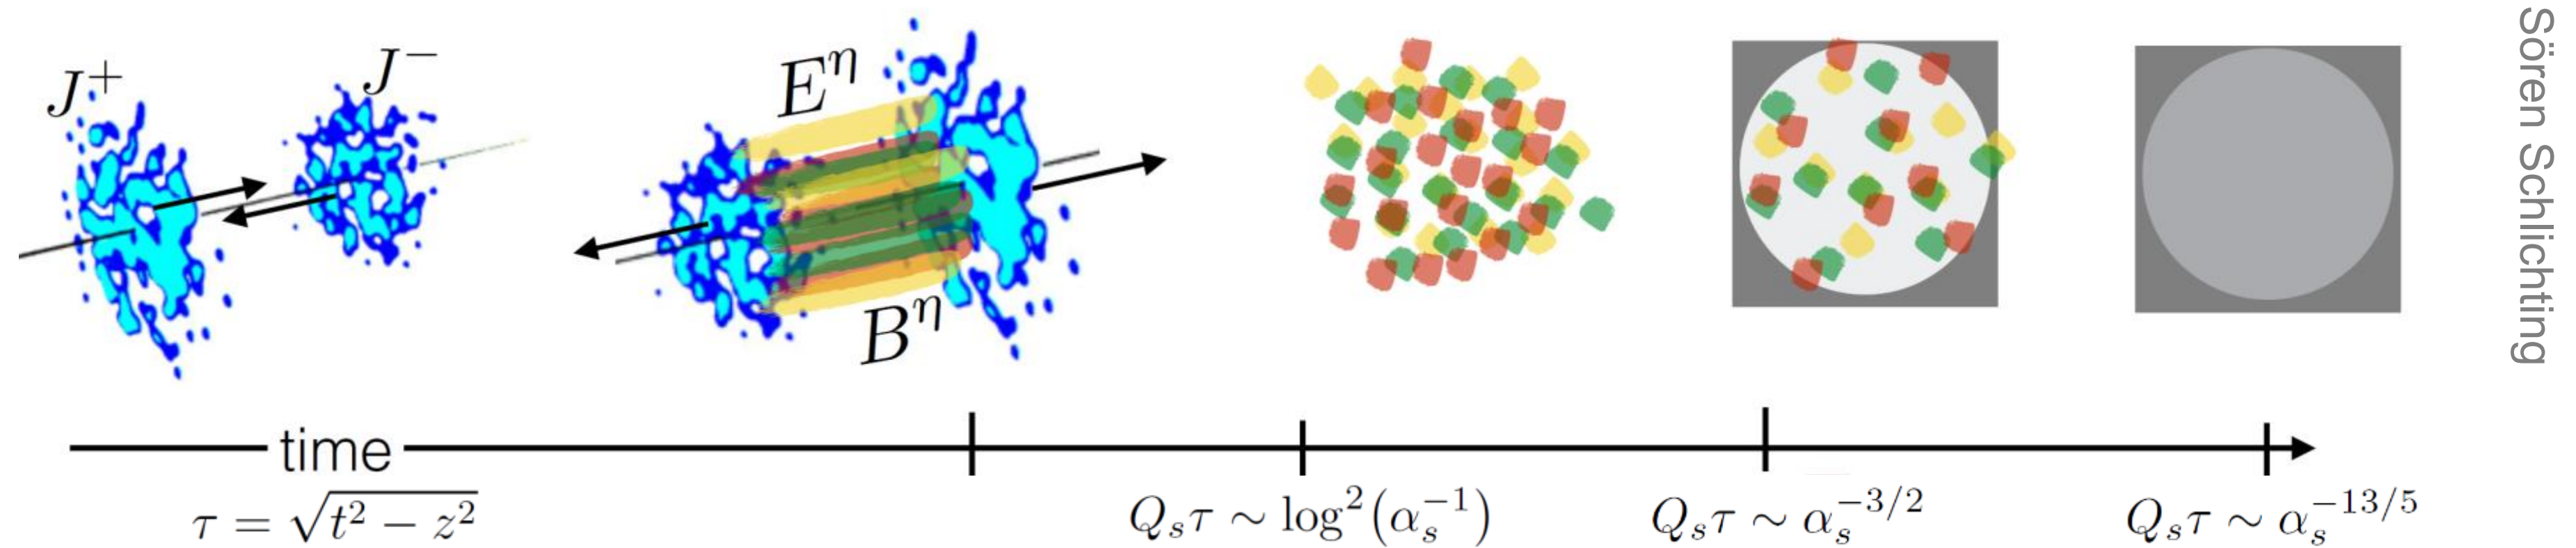 J⁺
J⁻
E^η
B^η
time
τ = √(t² − z²)
Q_sτ ∼ log²(α_s⁻¹)
Q_sτ ∼ α_s^{−3/2}
Q_sτ ∼ α_s^{−13/5}
Sören Schlichting